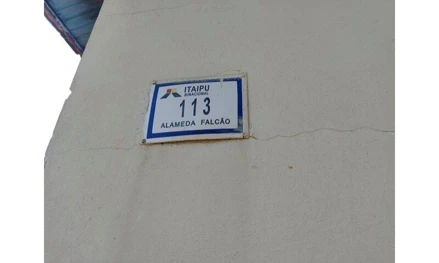 ITAIPU
BINACIONAL
113
ALAMEDA FALCÃO